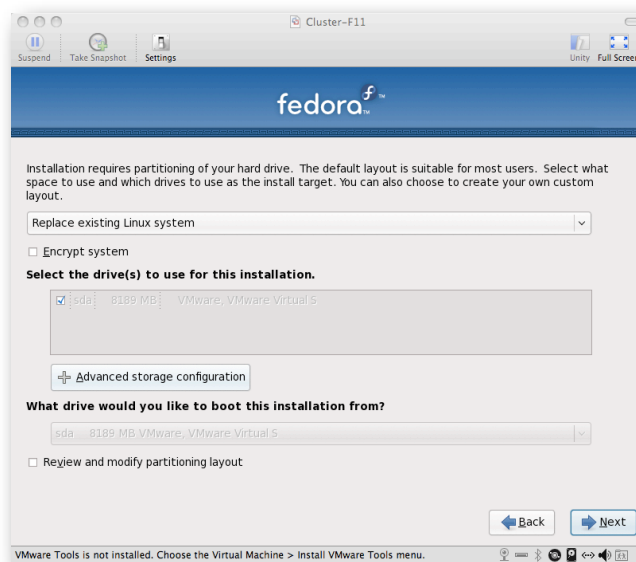 Cluster-F11
Suspend
Take Snapshot
Settings
Unity
Full Screen
fedora
Installation requires partitioning of your hard drive. The default layout is suitable for most users. Select what
space to use and which drives to use as the install target. You can also choose to create your own custom
layout.
Replace existing Linux system
Encrypt system
Select the drive(s) to use for this installation.
sda 8189 MB VMware, VMware Virtual S
Advanced storage configuration
What drive would you like to boot this installation from?
sda 8189 MB VMware, VMware Virtual S
Review and modify partitioning layout
Back
Next
VMware Tools is not installed. Choose the Virtual Machine > Install VMware Tools menu.